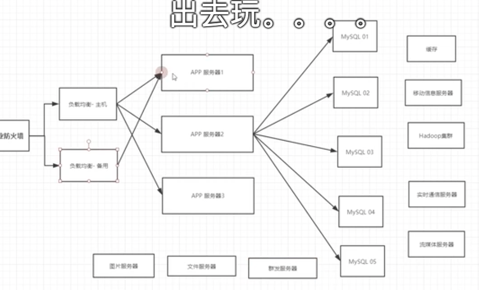 出去玩。。。。
业防火墙
负载均衡- 主机
负载均衡- 备用
APP 服务器1
APP 服务器2
APP 服务器3
MySQL 01
MySQL 02
MySQL 03
MySQL 04
MySQL 05
缓存
移动信息服务器
Hadoop集群
实时通信服务器
流媒体服务器
图片服务器
文件服务器
群发服务器